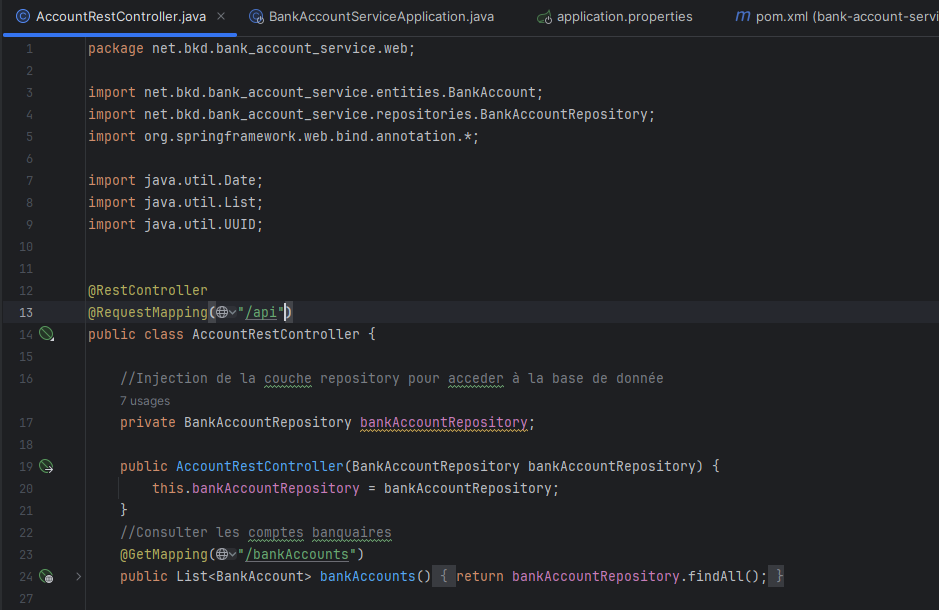 AccountRestController.java BankAccountServiceApplication.java application.properties pom.xml (bank-account-servi
1 package net.bkd.bank_account_service.web;
2
3 import net.bkd.bank_account_service.entities.BankAccount;
4 import net.bkd.bank_account_service.repositories.BankAccountRepository;
5 import org.springframework.web.bind.annotation.*;
6
7 import java.util.Date;
8 import java.util.List;
9 import java.util.UUID;
10
11
12 @RestController
13 @RequestMapping("/api")
14 public class AccountRestController {
15
16 //Injection de la couche repository pour acceder à la base de donnée
7 usages
17 private BankAccountRepository bankAccountRepository;
18
19 public AccountRestController(BankAccountRepository bankAccountRepository) {
20 this.bankAccountRepository = bankAccountRepository;
21 }
22 //Consulter les comptes banquaires
23 @GetMapping("/bankAccounts")
24 public List<BankAccount> bankAccounts() { return bankAccountRepository.findAll(); }
27